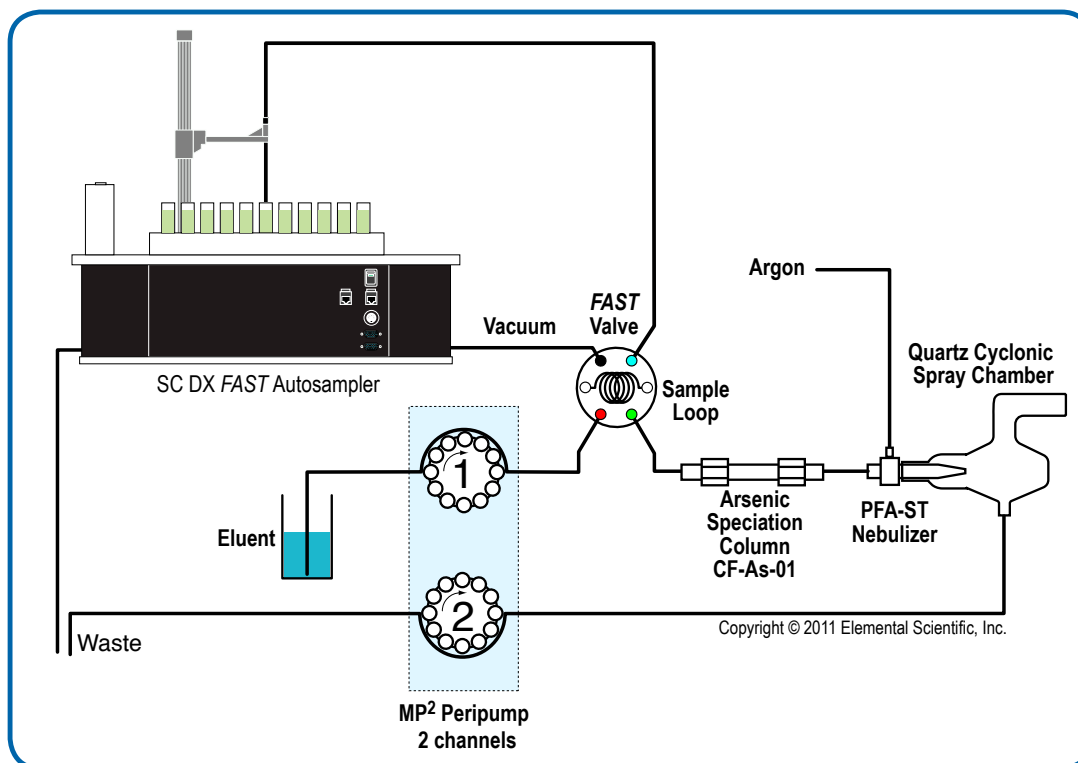 Argon
FAST
Valve
Vacuum
Quartz Cyclonic
Spray Chamber
SC DX FAST Autosampler
Sample
Loop
1
Eluent
Arsenic
Speciation
Column
CF-As-01
PFA-ST
Nebulizer
2
Copyright © 2011 Elemental Scientific, Inc.
Waste
MP² Peripump
2 channels